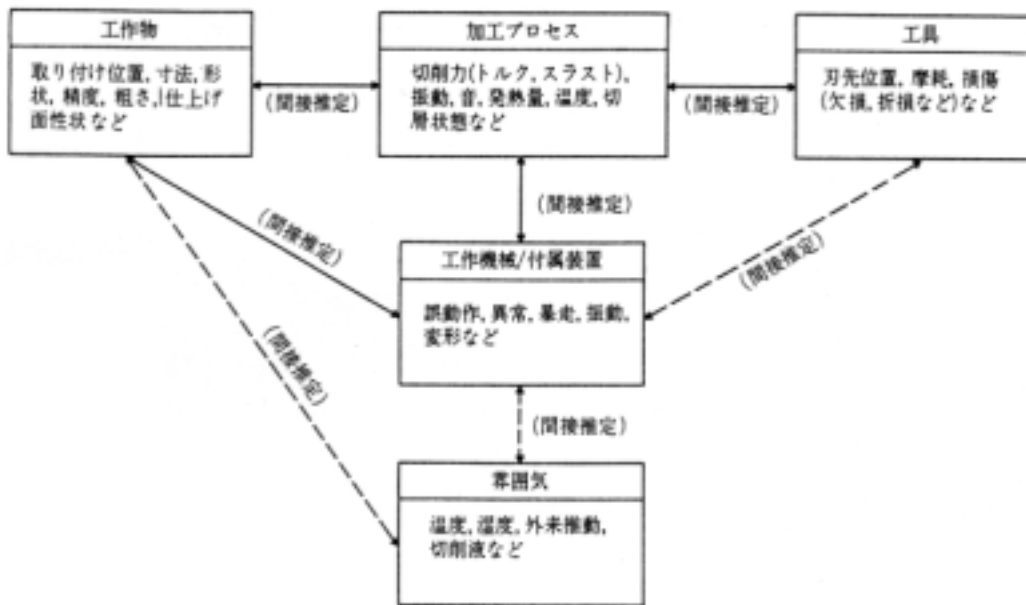 工作物
取り付け位置, 寸法, 形
状, 精度, 粗さ, 仕上げ
面性状など
(間接推定)
加工プロセス
切削力(トルク, スラスト),
振動, 音, 発熱量, 温度, 切
屑状態など
(間接推定)
工具
刃先位置, 摩耗, 損傷
(欠損, 折損など)など
(間接推定)
(間接推定)
(間接推定)
工作機械/付属装置
誤動作, 異常, 暴走, 振動,
変形など
(間接推定)
(間接推定)
雰囲気
温度, 湿度, 外来振動,
切削液など